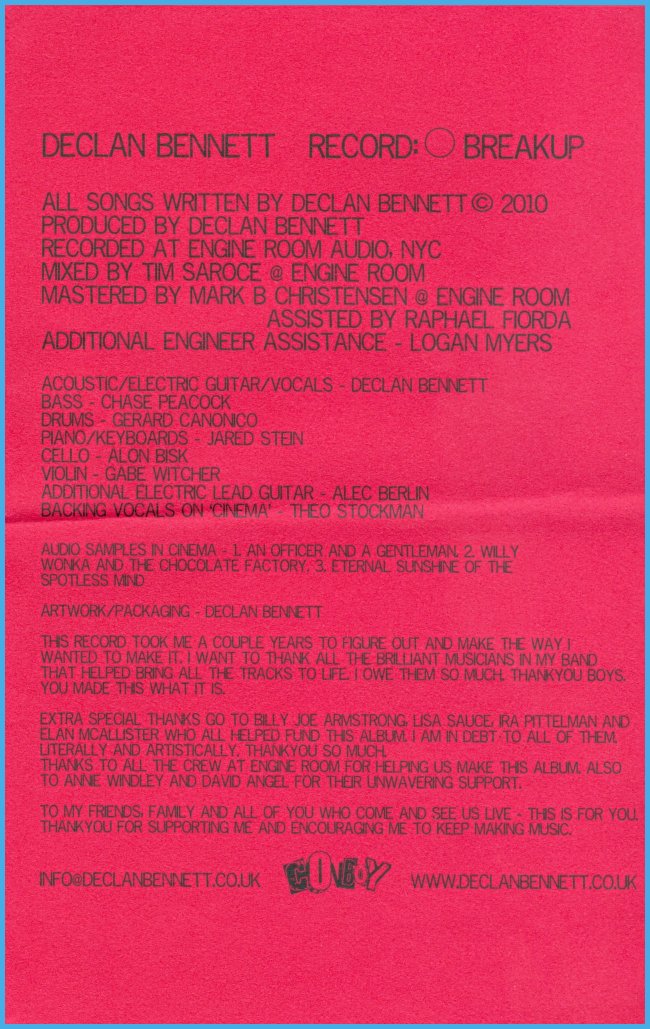 DECLAN BENNETT RECORD: BREAKUP
ALL SONGS WRITTEN BY DECLAN BENNETT © 2010
PRODUCED BY DECLAN BENNETT
RECORDED AT ENGINE ROOM AUDIO, NYC
MIXED BY TIM SAROCE @ ENGINE ROOM
MASTERED BY MARK B CHRISTENSEN @ ENGINE ROOM
ASSISTED BY RAPHAEL FIORDA
ADDITIONAL ENGINEER ASSISTANCE - LOGAN MYERS
ACOUSTIC/ELECTRIC GUITAR/VOCALS - DECLAN BENNETT
BASS - CHASE PEACOCK
DRUMS - GERARD CANONICO
PIANO/KEYBOARDS - JARED STEIN
CELLO - ALON BISK
VIOLIN - GABE WITCHER
ADDITIONAL ELECTRIC LEAD GUITAR - ALEC BERLIN
BACKING VOCALS ON 'CINEMA' - THEO STOCKMAN
AUDIO SAMPLES IN CINEMA - 1. AN OFFICER AND A GENTLEMAN, 2. WILLY
WONKA AND THE CHOCOLATE FACTORY, 3. ETERNAL SUNSHINE OF THE
SPOTLESS MIND
ARTWORK/PACKAGING - DECLAN BENNETT
THIS RECORD TOOK ME A COUPLE YEARS TO FIGURE OUT AND MAKE THE WAY I
WANTED TO MAKE IT. I WANT TO THANK ALL THE BRILLIANT MUSICIANS IN MY BAND
THAT HELPED BRING ALL THE TRACKS TO LIFE. I OWE THEM SO MUCH. THANKYOU BOYS.
YOU MADE THIS WHAT IT IS.
EXTRA SPECIAL THANKS GO TO BILLY JOE ARMSTRONG, LISA SAUCE, IRA PITTELMAN AND
ELAN MCALLISTER WHO ALL HELPED FUND THIS ALBUM. I AM IN DEBT TO ALL OF THEM,
LITERALLY AND ARTISTICALLY. THANKYOU SO MUCH.
THANKS TO ALL THE CREW AT ENGINE ROOM FOR HELPING US MAKE THIS ALBUM. ALSO
TO ANNIE WINDLEY AND DAVID ANGEL FOR THEIR UNWAVERING SUPPORT.
TO MY FRIENDS, FAMILY AND ALL OF YOU WHO COME AND SEE US LIVE - THIS IS FOR YOU.
THANKYOU FOR SUPPORTING ME AND ENCOURAGING ME TO KEEP MAKING MUSIC.
INFO@DECLANBENNETT.CO.UK WWW.DECLANBENNETT.CO.UK